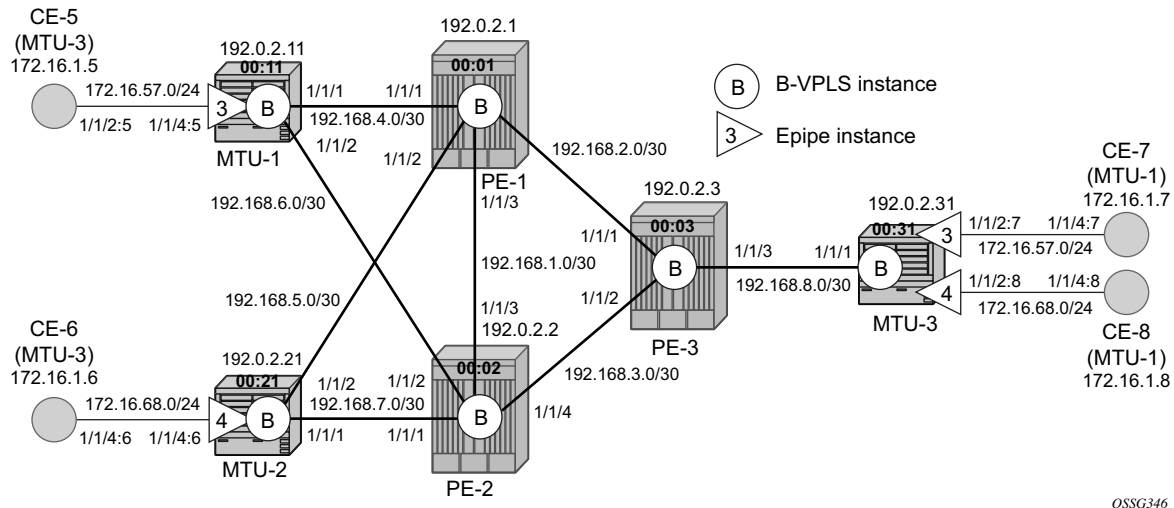 CE-5
(MTU-3)
172.16.1.5
172.16.57.0/24
1/1/2:5
1/1/4:5
192.0.2.11
00:11
3
B
MTU-1
1/1/1
1/1/1
192.168.4.0/30
1/1/2
1/1/2
192.0.2.1
00:01
B
PE-1
1/1/3
192.168.2.0/30
192.168.6.0/30
192.168.1.0/30
192.168.5.0/30
1/1/3
192.0.2.2
00:02
B
PE-2
1/1/2
1/1/2
192.168.7.0/30
1/1/1
1/1/1
1/1/4
192.168.3.0/30
CE-6
(MTU-3)
172.16.1.6
172.16.68.0/24
1/1/4:6
1/1/4:6
192.0.2.21
00:21
4
B
MTU-2
192.0.2.3
00:03
1/1/1
B
1/1/2
PE-3
1/1/3
1/1/1
192.168.8.0/30
192.0.2.31
00:31
B
3
4
MTU-3
1/1/2:7
1/1/4:7
172.16.57.0/24
1/1/2:8
1/1/4:8
172.16.68.0/24
CE-7
(MTU-1)
172.16.1.7
CE-8
(MTU-1)
172.16.1.8
B
B-VPLS instance
3
Epipe instance
OSSG346